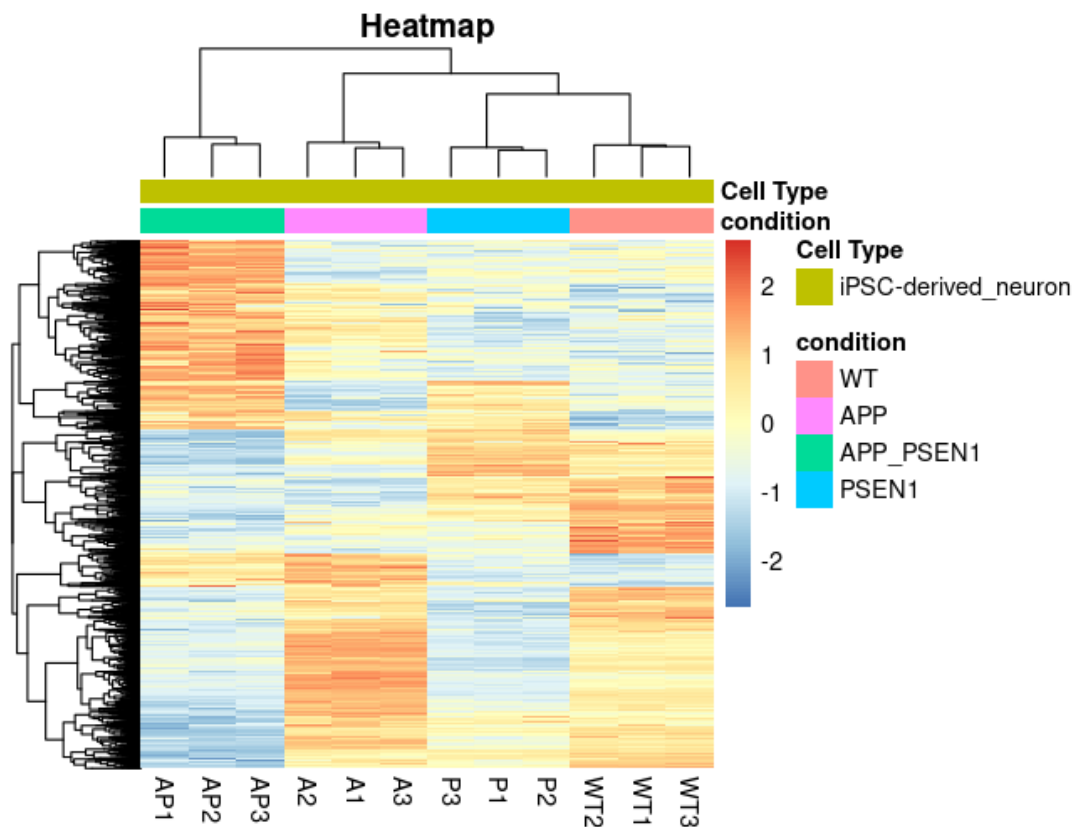 Heatmap
Cell Type
condition
2
1
0
-1
-2
Cell Type
iPSC-derived_neuron
condition
WT
APP
APP_PSEN1
PSEN1
AP1 AP2 AP3 A2 A1 A3 P3 P1 P2 WT2 WT1 WT3